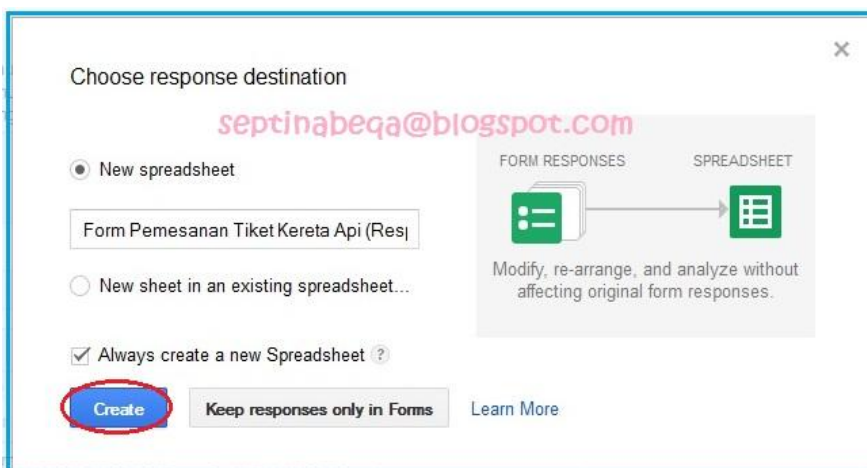 Choose response destination
septinabeqa@blogspot.com
New spreadsheet
Form Pemesanan Tiket Kereta Api (Resp
New sheet in an existing spreadsheet...
Always create a new Spreadsheet ?
Create
Keep responses only in Forms
Learn More
FORM RESPONSES
SPREADSHEET
Modify, re-arrange, and analyze without
affecting original form responses.